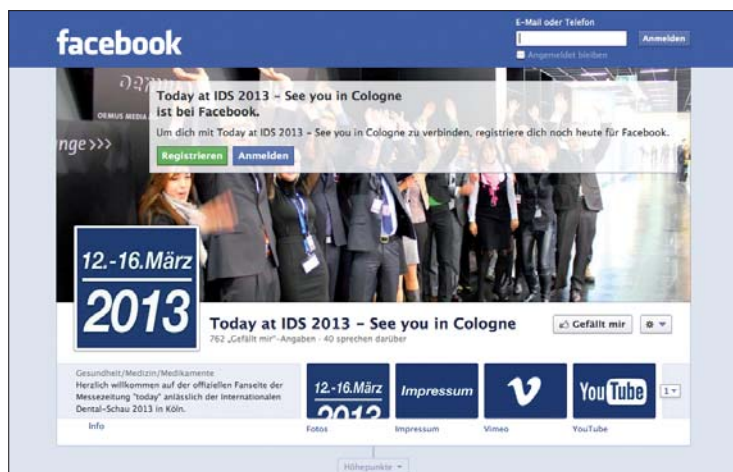 E-Mail oder Telefon
facebook
Anmelden
Angemeldet bleiben
Today at IDS 2013 – See you in Cologne
ist bei Facebook.
ORMUS MEDIA
Um dich mit Today at IDS 2013 – See you in Cologne zu verbinden, registriere dich noch heute für Facebook.
nge >>>
Registrieren Anmelden
12.-16.März
2013
Today at IDS 2013 – See you in Cologne
Gefällt mir
762 „Gefällt mir“-Angaben · 40 sprechen darüber
Gesundheit/Medizin/Medikamente
Herzlich willkommen auf der offiziellen Fanseite der
Messezeitung "today" anlässlich der Internationalen
Dental-Schau 2013 in Köln.
Info
12.-16.März
2013
Fotos
Impressum
Impressum
Vimeo
YouTube
YouTube
1
Höhepunkte